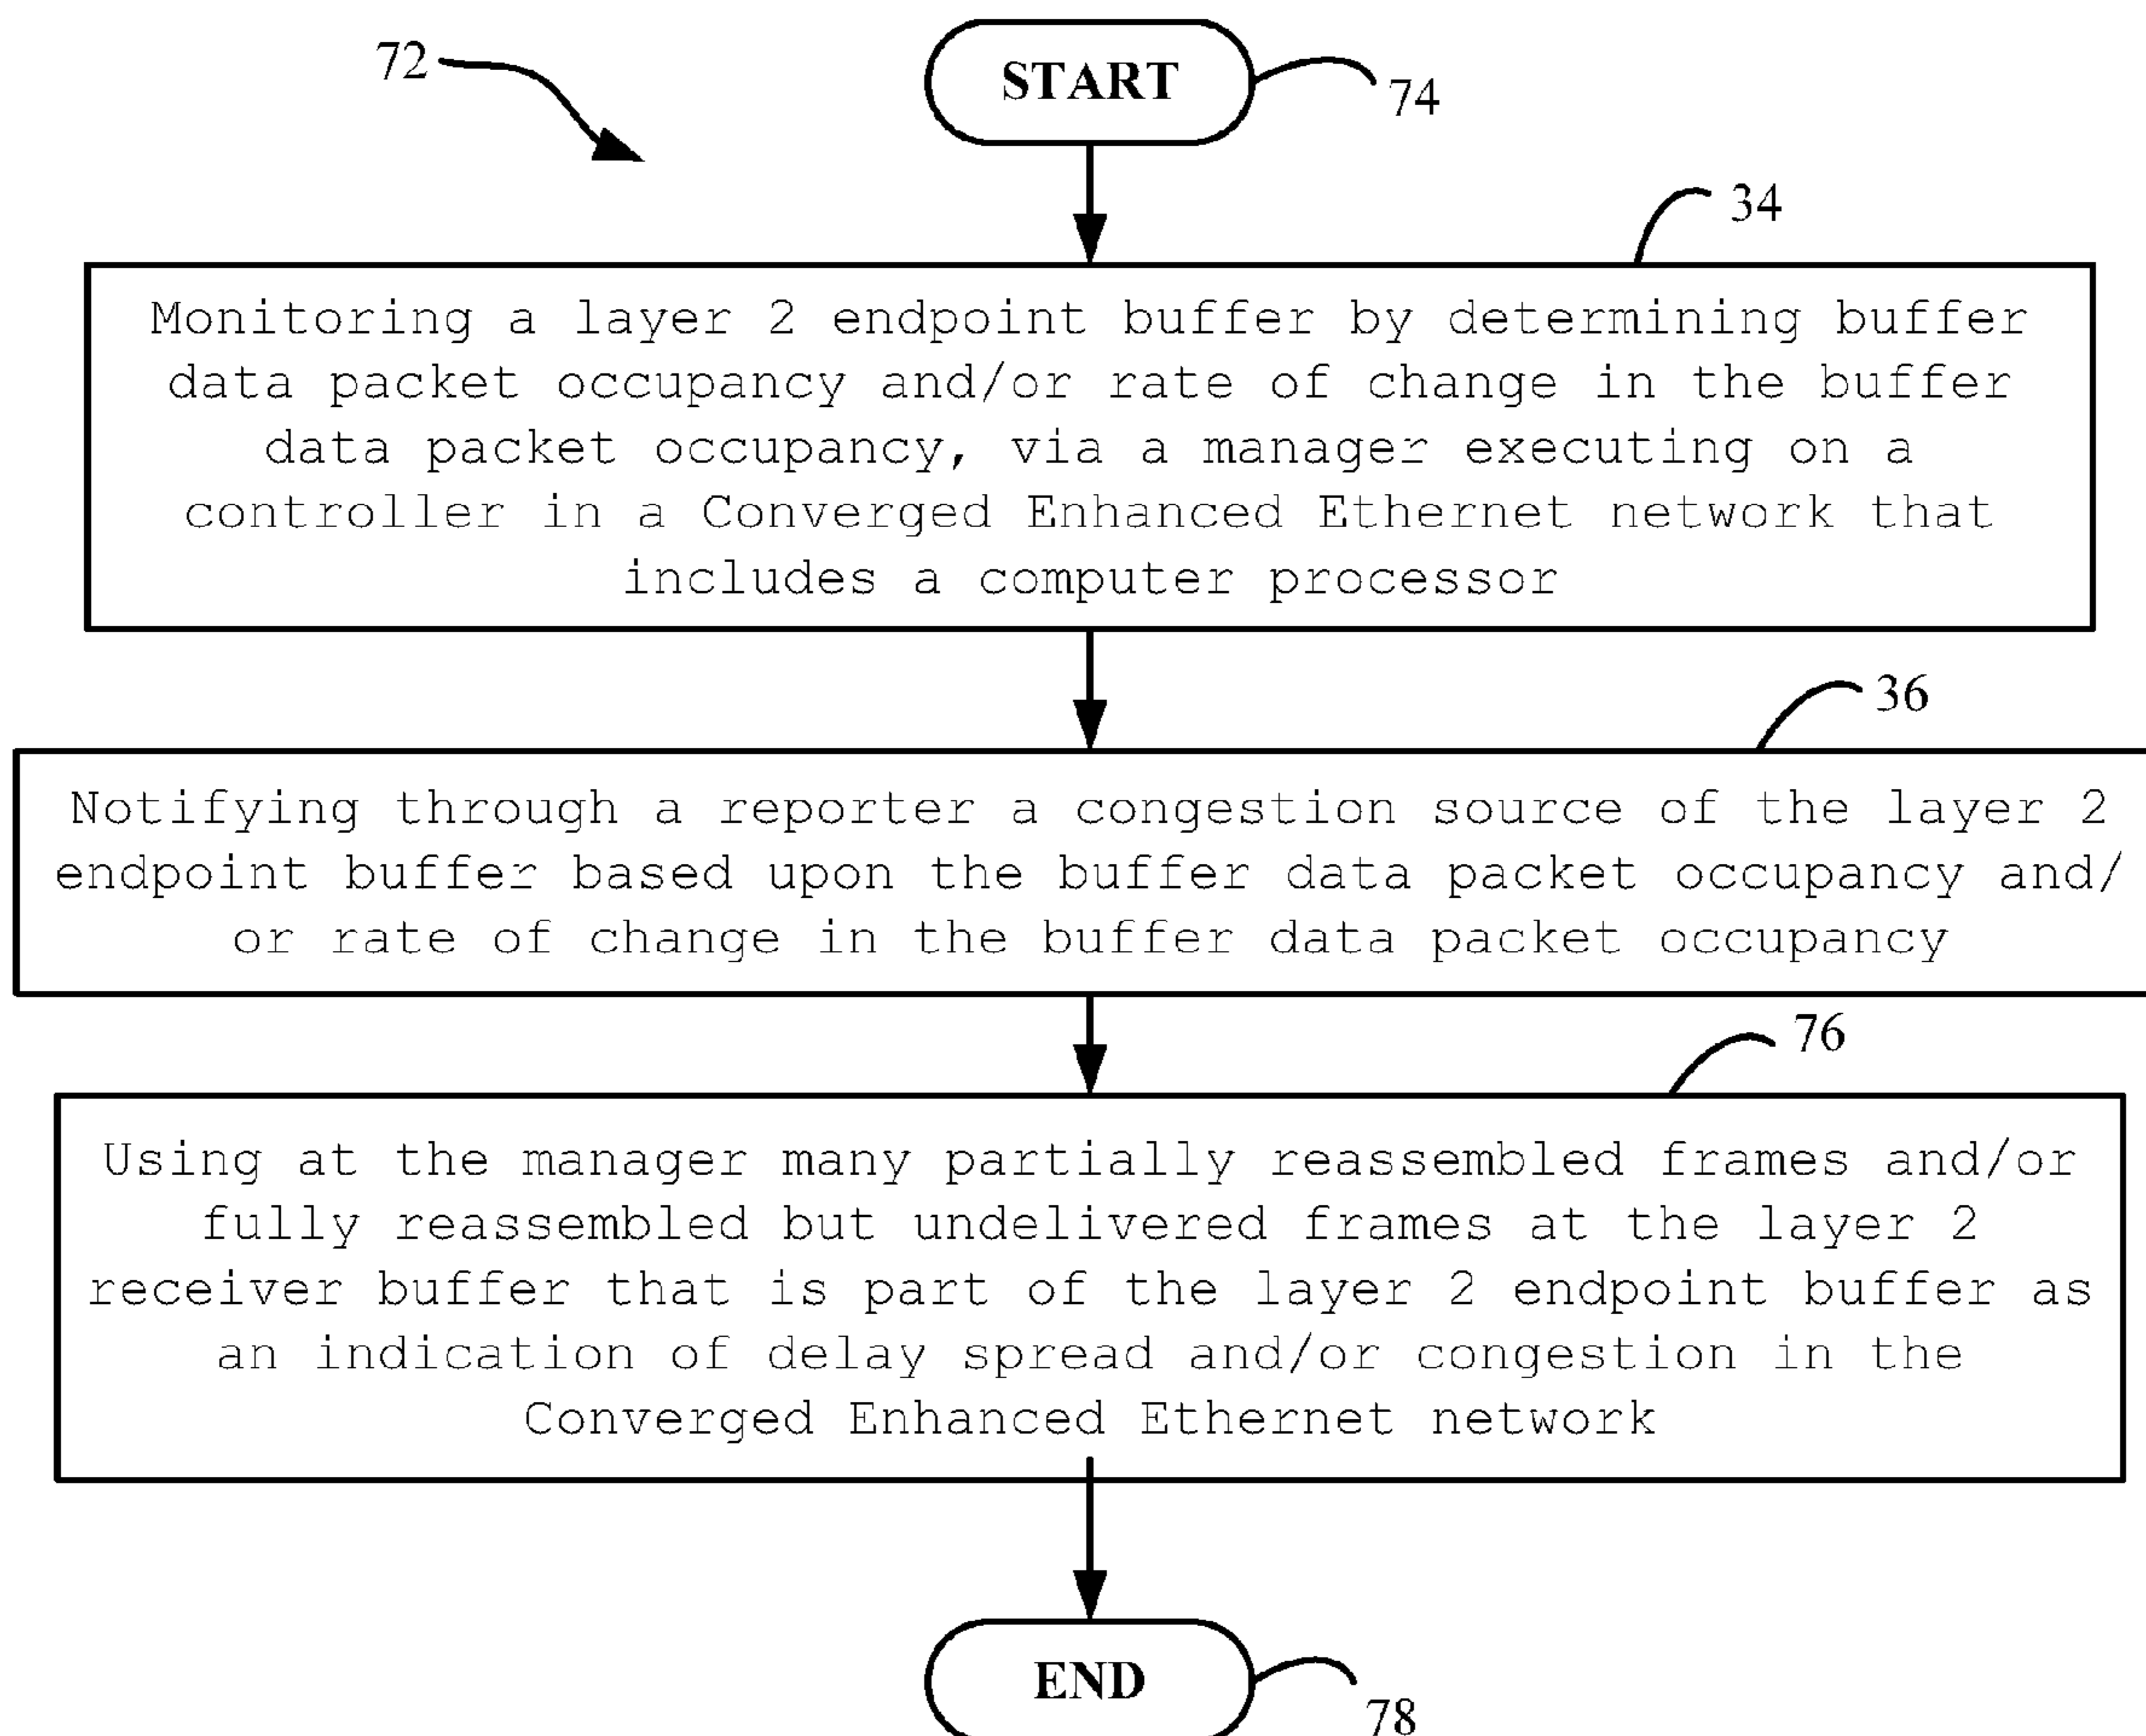 72
START
74
34
Monitoring a layer 2 endpoint buffer by determining buffer
data packet occupancy and/or rate of change in the buffer
data packet occupancy, via a manager executing on a
controller in a Converged Enhanced Ethernet network that
includes a computer processor
36
Notifying through a reporter a congestion source of the layer 2
endpoint buffer based upon the buffer data packet occupancy and/
or rate of change in the buffer data packet occupancy
76
Using at the manager many partially reassembled frames and/or
fully reassembled but undelivered frames at the layer 2
receiver buffer that is part of the layer 2 endpoint buffer as
an indication of delay spread and/or congestion in the
Converged Enhanced Ethernet network
END
78